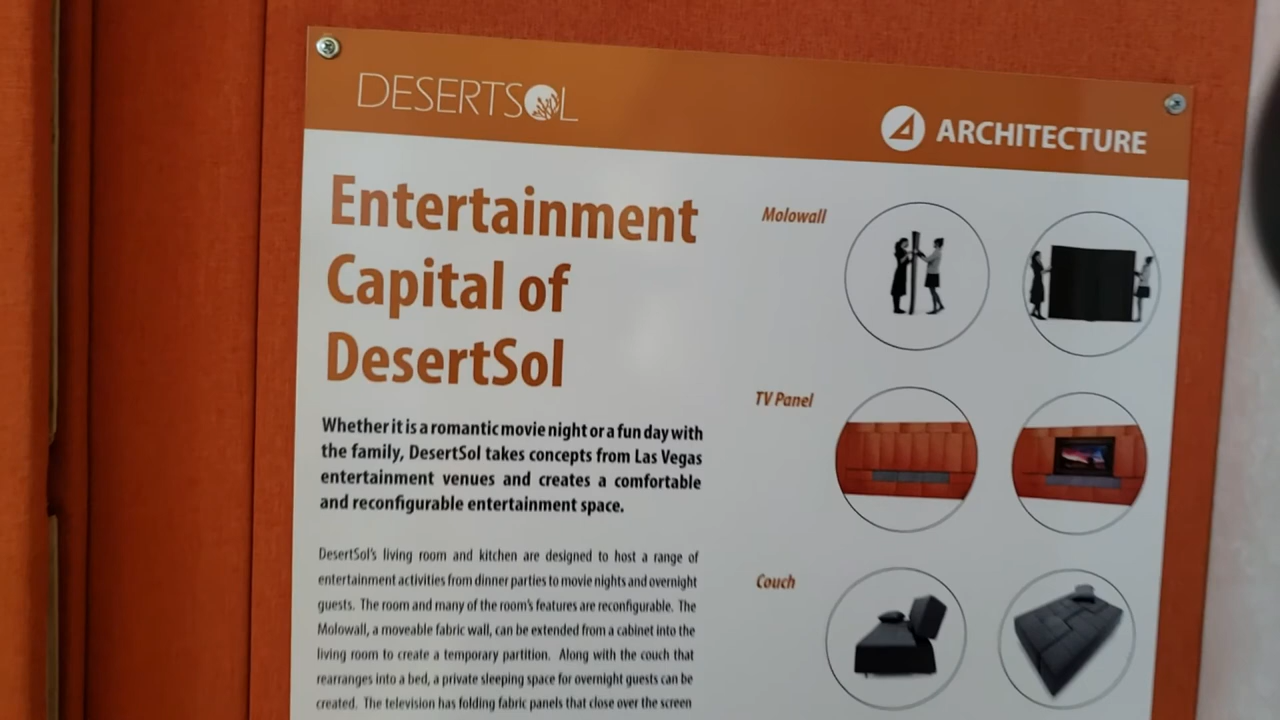 DESERTSOL
ARCHITECTURE
Entertainment
Capital of
DesertSol
Whether it is a romantic movie night or a fun day with
the family, DesertSol takes concepts from Las Vegas
entertainment venues and creates a comfortable
and reconfigurable entertainment space.
DesertSol's living room and kitchen are designed to host a range of
entertainment activities from dinner parties to movie nights and overnight
guests. The room and many of the room's features are reconfigurable. The
Molowall, a moveable fabric wall, can be extended from a cabinet into the
living room to create a temporary partition. Along with the couch that
rearranges into a bed, a private sleeping space for overnight guests can be
created. The television has folding fabric panels that close over the screen
Molowall
TV Panel
Couch